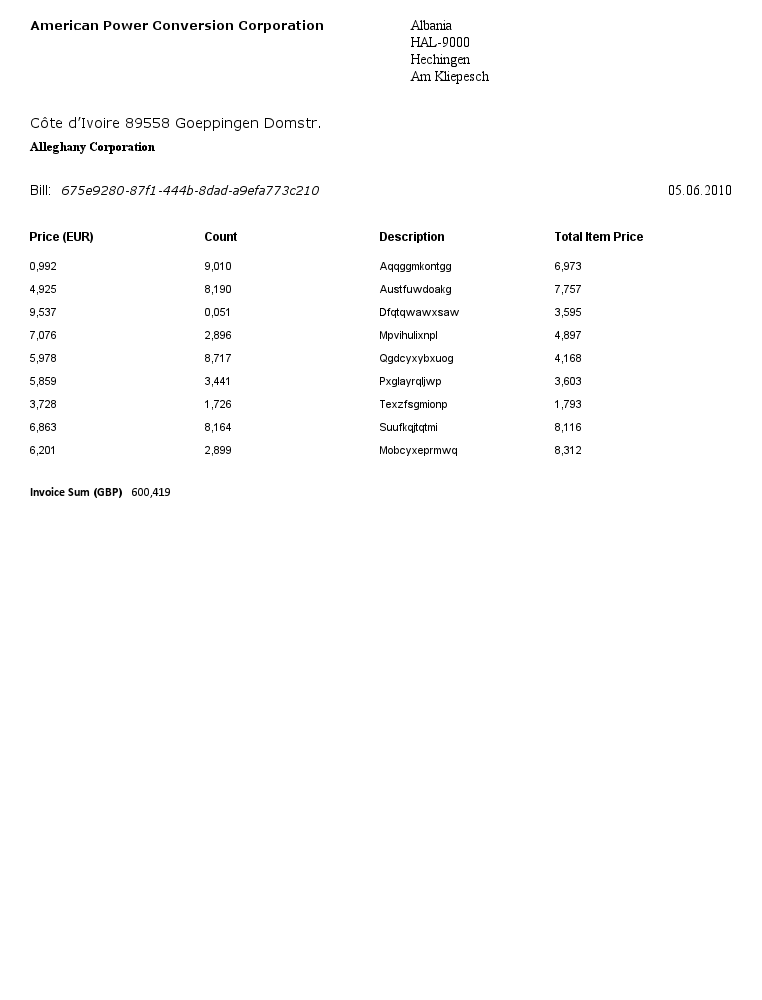 American Power Conversion Corporation
Albania
HAL-9000
Hechingen
Am Kliepesch
Côte d'Ivoire 89558 Goeppingen Domstr.
Alleghany Corporation
Bill: 675e9280-87f1-444b-8dad-a9efa773c210 05.06.2010
Price (EUR) Count Description Total Item Price
0,992 9,010 Aqqggmkontgg 6,973
4,925 8,190 Austfuwdoakg 7,757
9,537 0,051 Dfqtqwawxsaw 3,595
7,076 2,896 Mpvihulixnpl 4,897
5,978 8,717 Qgdcyxybxuog 4,168
5,859 3,441 Pxglayrqljwp 3,603
3,728 1,726 Texzfsgmionp 1,793
6,863 8,164 Suufkqjtqtmi 8,116
6,201 2,899 Mobcyxeprmwq 8,312
Invoice Sum (GBP) 600,419